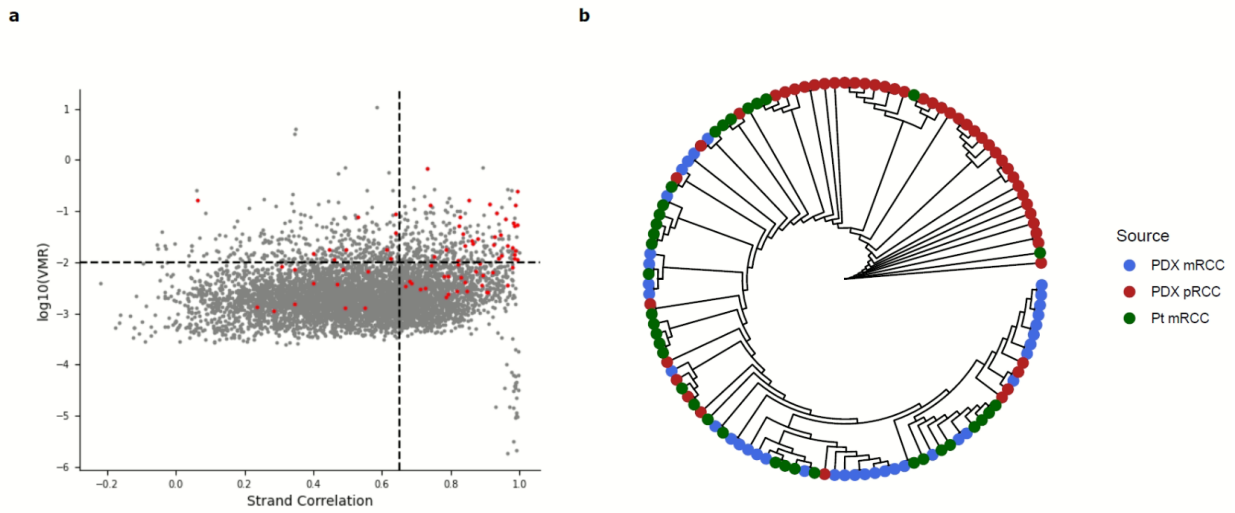 a
b
log10(VMR)
1
0
−1
−2
−3
−4
−5
−6
−0.2
0.0
0.2
0.4
0.6
0.8
1.0
Strand Correlation
Source
PDX mRCC
PDX pRCC
Pt mRCC